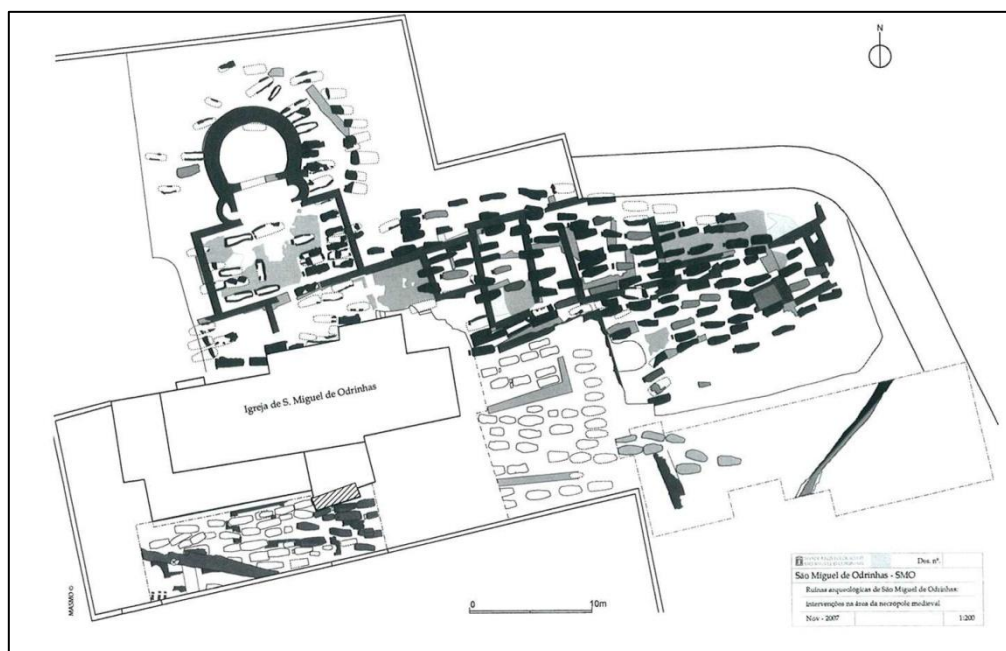 N
Igreja de S. Miguel de Odrinhas
MASMO ©
0 10m
Des. nº.
São Miguel de Odrinhas - SMO
Ruínas arqueológicas de São Miguel de Odrinhas:
intervenções na área da necrópole medieval.
Nov - 2007 1:200